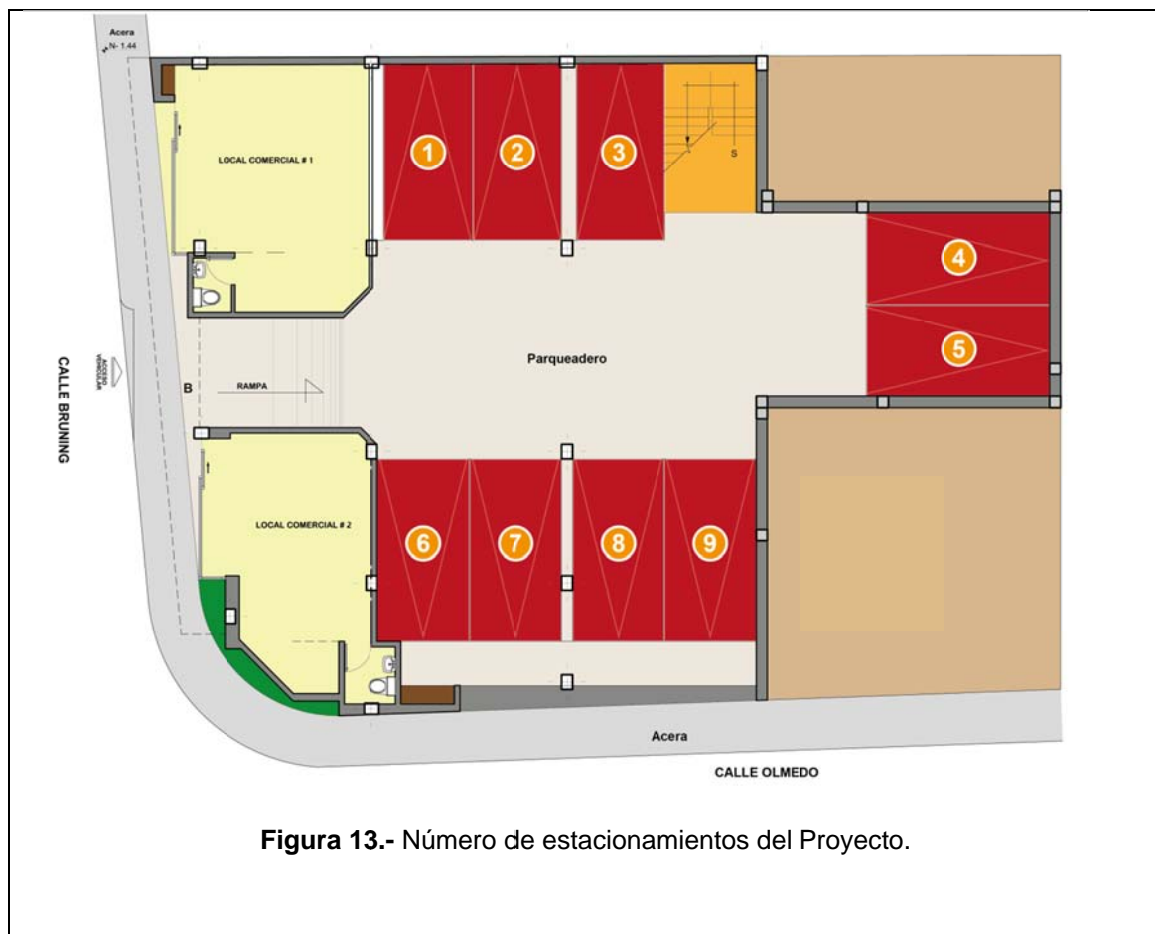 Acera
N- 1.44
LOCAL COMERCIAL # 1
1
2
3
S
4
5
Parqueadero
CALLE BRUNING
ACCESO
VEHICULAR
B
RAMPA
LOCAL COMERCIAL # 2
6
7
8
9
Acera
CALLE OLMEDO
Figura 13.- Número de estacionamientos del Proyecto.